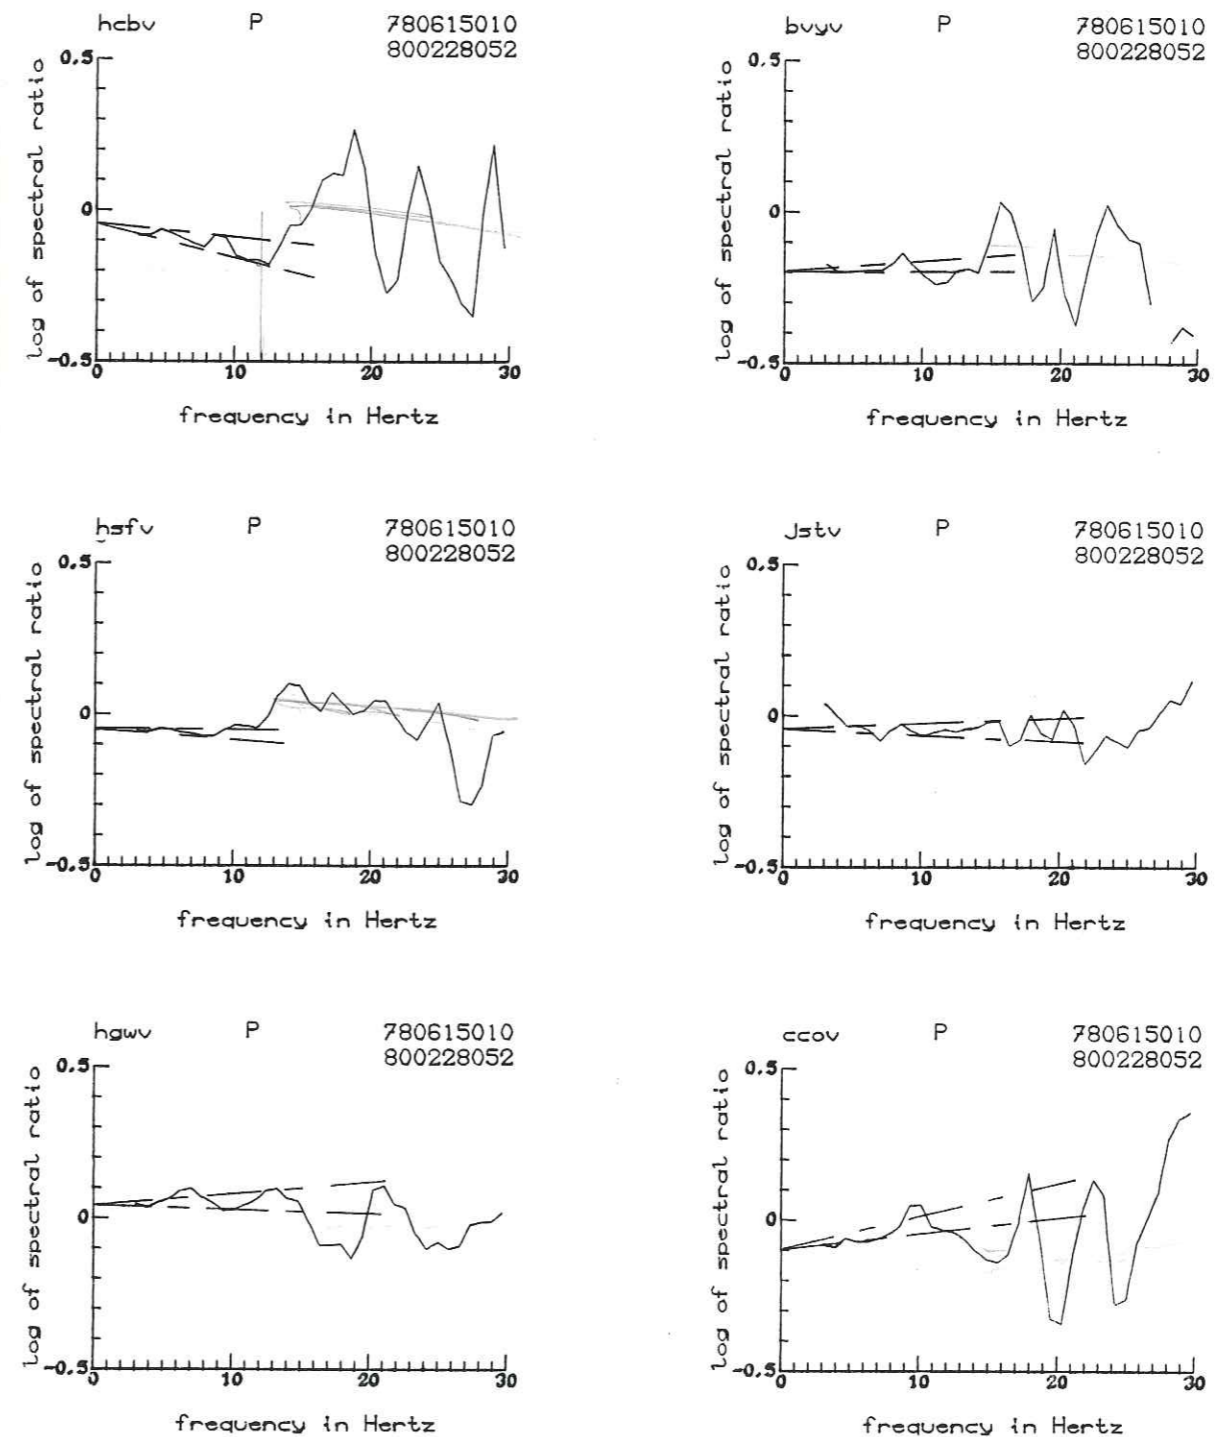 hcbv P 780615010
800228052
log of spectral ratio
0.5
0
-0.5
0 10 20 30
frequency in Hertz
bvyv P 780615010
800228052
log of spectral ratio
0.5
0
-0.5
0 10 20 30
frequency in Hertz
hsfv P 780615010
800228052
log of spectral ratio
0.5
0
-0.5
0 10 20 30
frequency in Hertz
Jstv P 780615010
800228052
log of spectral ratio
0.5
0
-0.5
0 10 20 30
frequency in Hertz
hgwv P 780615010
800228052
log of spectral ratio
0.5
0
-0.5
0 10 20 30
frequency in Hertz
ccov P 780615010
800228052
log of spectral ratio
0.5
0
-0.5
0 10 20 30
frequency in Hertz